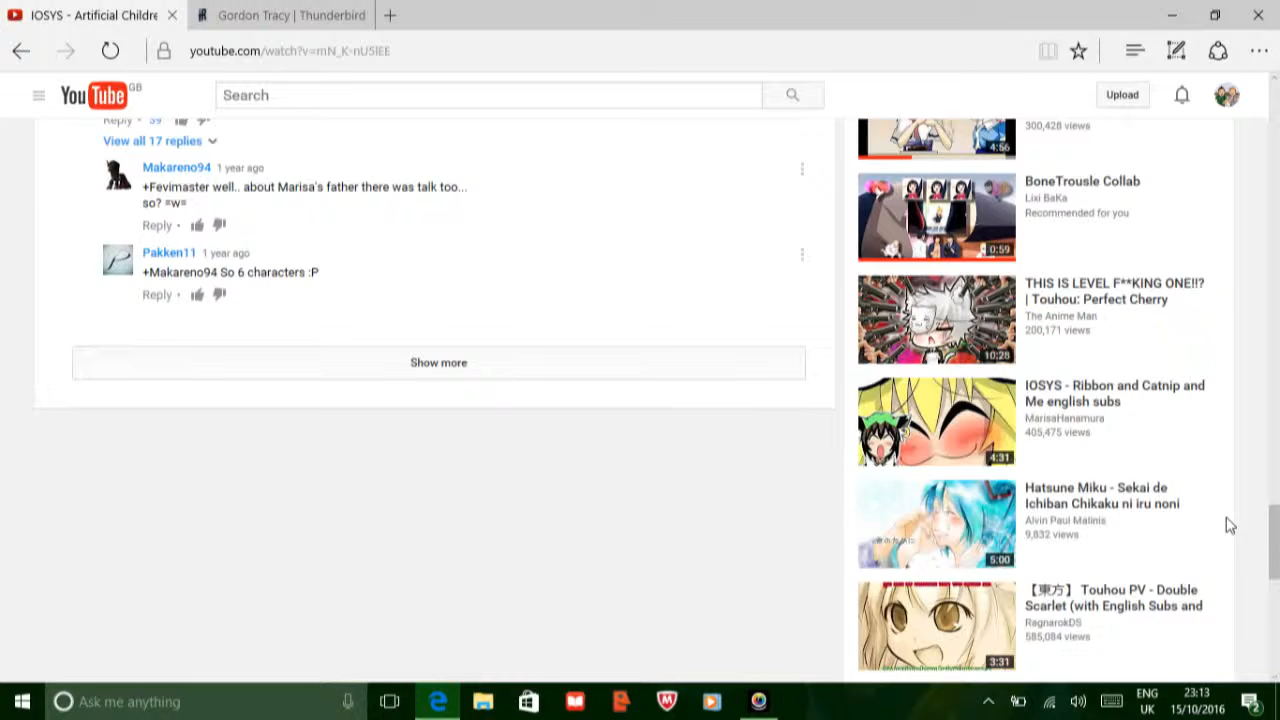 IOSYS - Artificial Childre
Gordon Tracy | Thunderbird
youtube.com/watch?v=mN_K-nU5IEE
YouTube GB
Search
Upload
Reply • 39
View all 17 replies
Makareno94 1 year ago
+Fevimaster well.. about Marisa's father there was talk too...
so? =w=
Reply •
Pakken11 1 year ago
+Makareno94 So 6 characters :P
Reply •
Show more
300,428 views
4:56
BoneTrousle Collab
Lixi BaKa
Recommended for you
0:59
THIS IS LEVEL F**KING ONE!!?
| Touhou: Perfect Cherry
The Anime Man
200,171 views
10:28
IOSYS - Ribbon and Catnip and
Me english subs
MarisaHanamura
405,475 views
4:31
Hatsune Miku - Sekai de
Ichiban Chikaku ni iru noni
Alvin Paul Malinis
9,832 views
5:00
【東方】 Touhou PV - Double
Scarlet (with English Subs and
RagnarokDS
585,084 views
3:31
Ask me anything
ENG
UK
23:13
15/10/2016
2